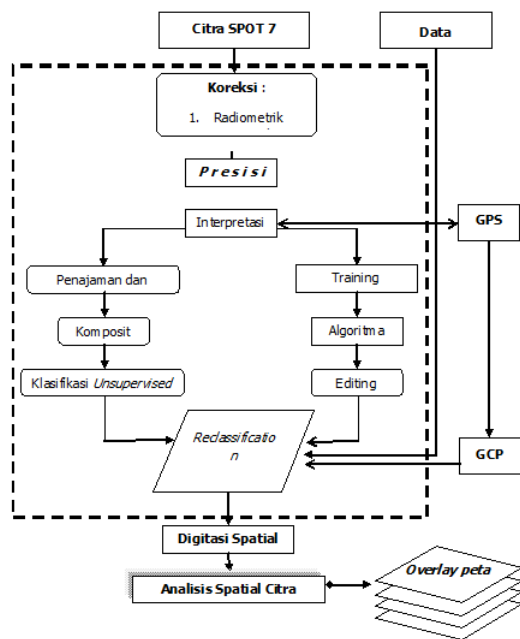 Citra SPOT 7
Data
Koreksi :
1. Radiometrik
Presisi
Interpretasi
GPS
Penajaman dan
Training
Komposit
Algoritma
Klasifikasi Unsupervised
Editing
Reclassificatio
n
GCP
Digitasi Spatial
Analisis Spatial Citra
Overlay peta